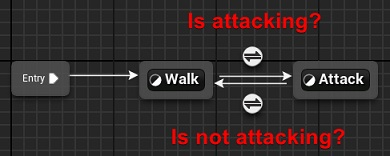 Is attacking?
Entry
Walk
Attack
Is not attacking?